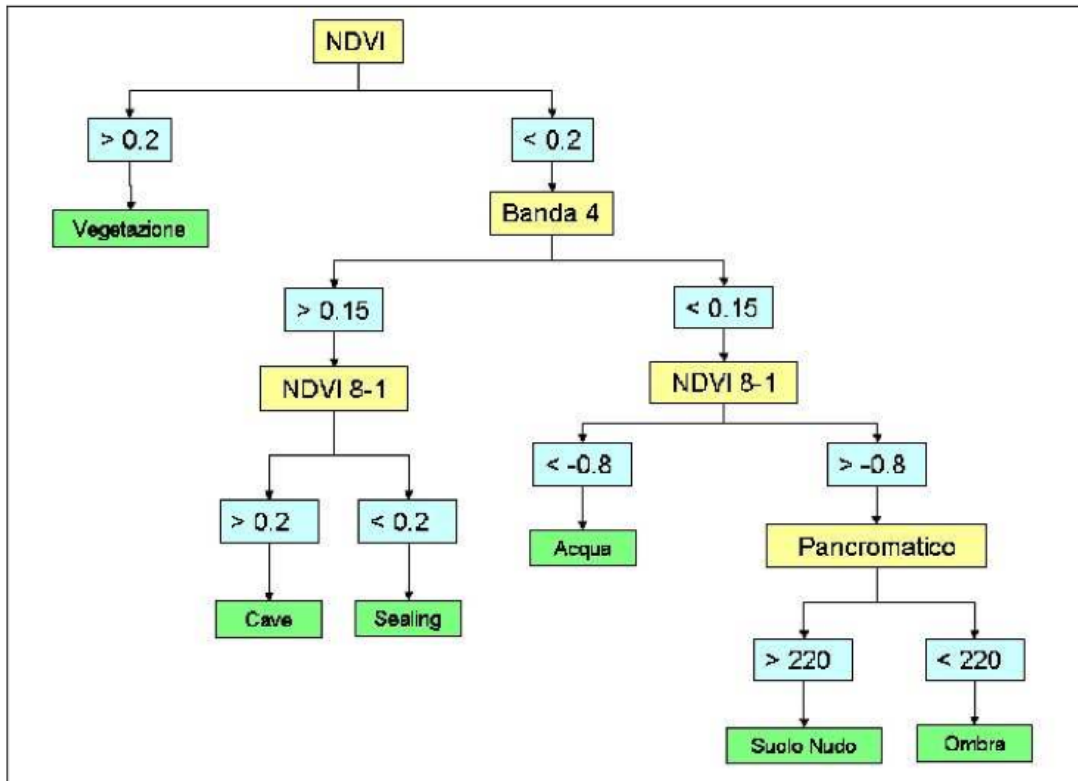 NDVI
> 0.2
< 0.2
Vegetazione
Banda 4
> 0.15
< 0.15
NDVI 8-1
NDVI 8-1
< -0.8
> -0.8
> 0.2
< 0.2
Acqua
Pancromatico
Cave
Sealing
> 220
< 220
Suolo Nudo
Ombra